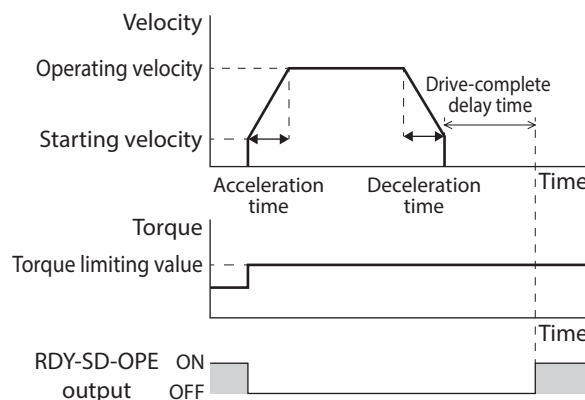 Velocity
Operating velocity
Drive-complete
delay time
Starting velocity
Time
Acceleration
time
Deceleration
time
Torque
Torque limiting value
Time
RDY-SD-OPE
output
ON
OFF